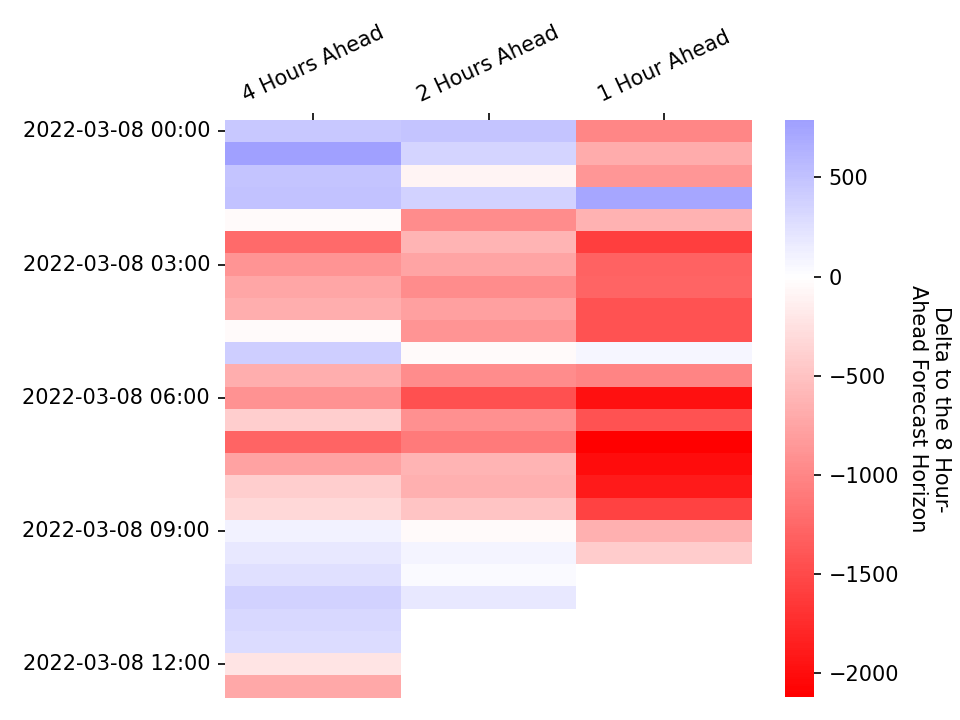 4 Hours Ahead
2 Hours Ahead
1 Hour Ahead
2022-03-08 00:00
2022-03-08 03:00
2022-03-08 06:00
2022-03-08 09:00
2022-03-08 12:00
500
0
−500
−1000
−1500
−2000
Delta to the 8 Hour-
Ahead Forecast Horizon